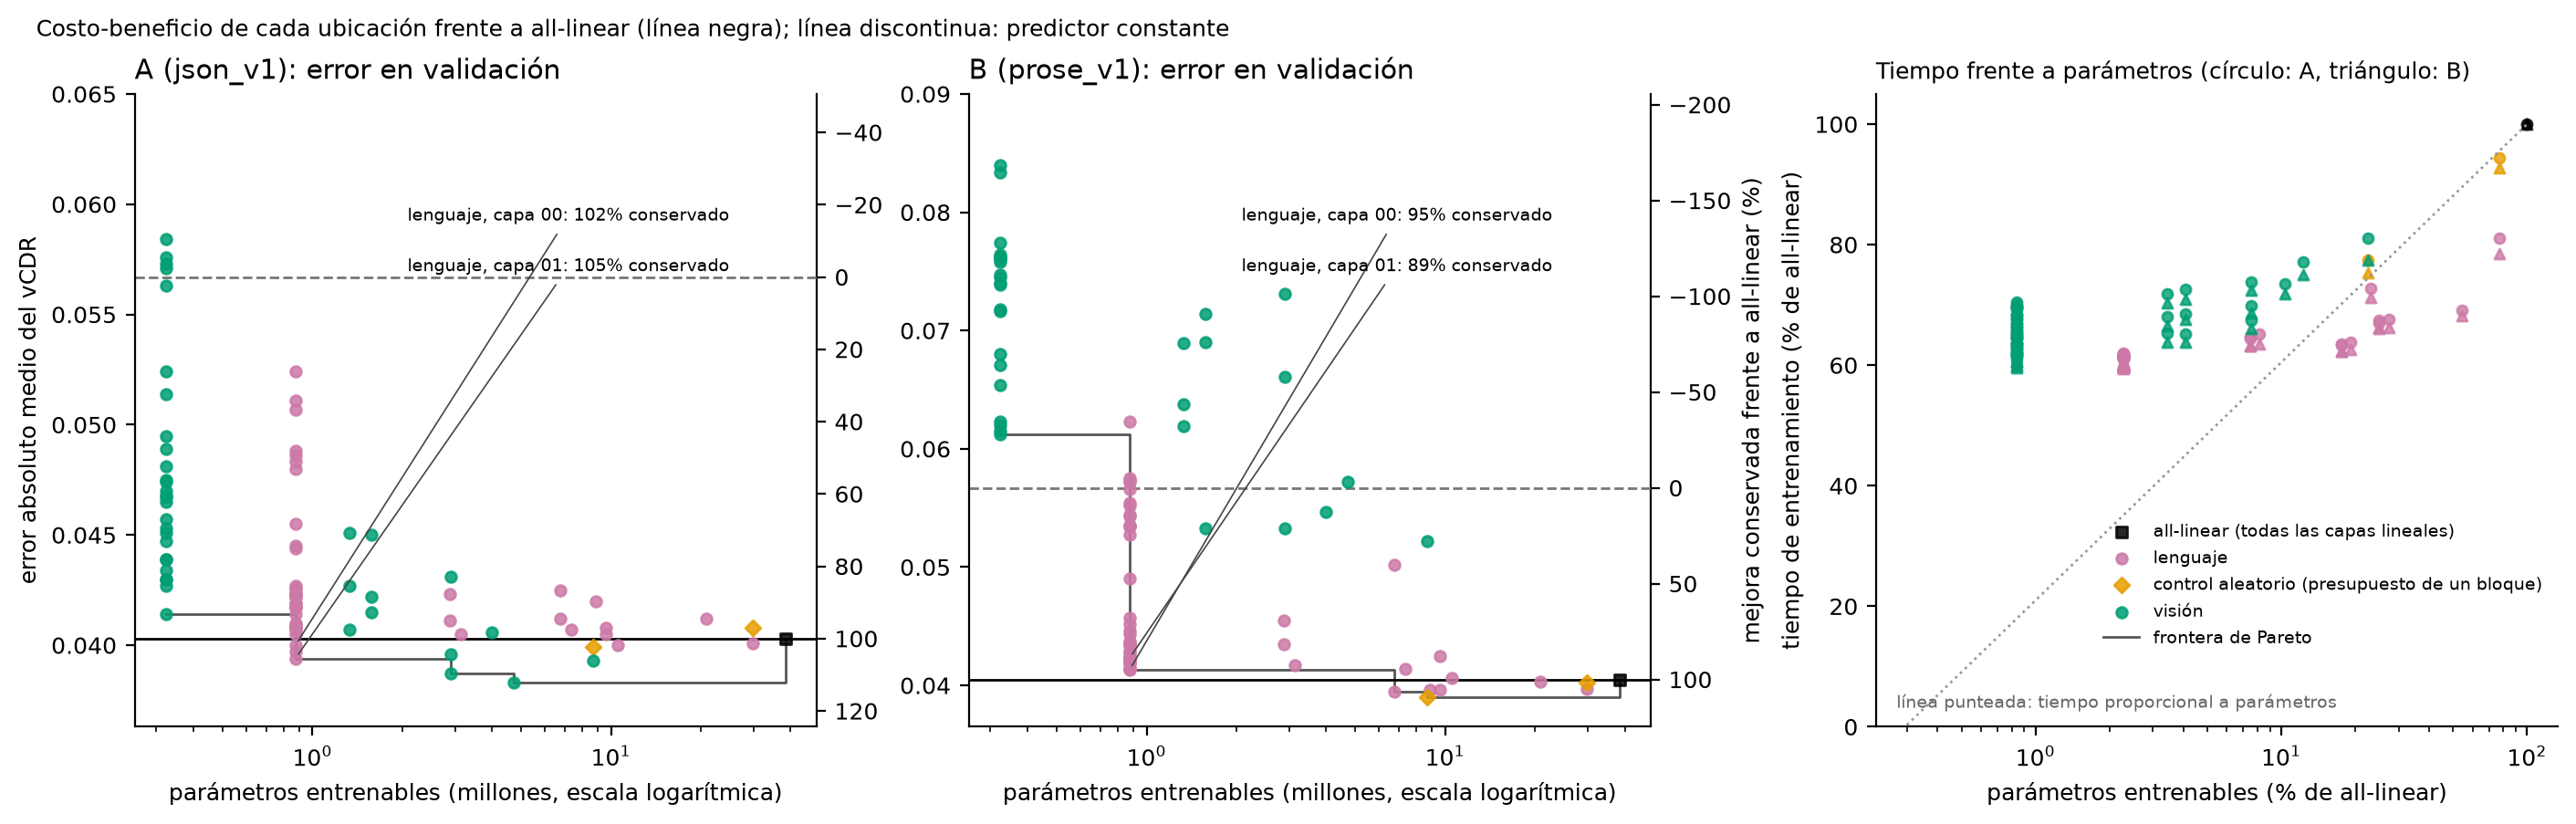 Costo-beneficio de cada ubicación frente a all-linear (línea negra); línea discontinua: predictor constante
A (json_v1): error en validación
0.065
0.060
0.055
0.050
0.045
0.040
error absoluto medio del vCDR
−40
−20
0
20
40
60
80
100
120
lenguaje, capa 00: 102% conservado
lenguaje, capa 01: 105% conservado
10⁰
10¹
parámetros entrenables (millones, escala logarítmica)
B (prose_v1): error en validación
0.09
0.08
0.07
0.06
0.05
0.04
−200
−150
−100
−50
0
50
100
mejora conservada frente a all-linear (%)
lenguaje, capa 00: 95% conservado
lenguaje, capa 01: 89% conservado
10⁰
10¹
parámetros entrenables (millones, escala logarítmica)
Tiempo frente a parámetros (círculo: A, triángulo: B)
100
80
60
40
20
0
tiempo de entrenamiento (% de all-linear)
all-linear (todas las capas lineales)
lenguaje
control aleatorio (presupuesto de un bloque)
visión
frontera de Pareto
línea punteada: tiempo proporcional a parámetros
10⁰
10¹
10²
parámetros entrenables (% de all-linear)